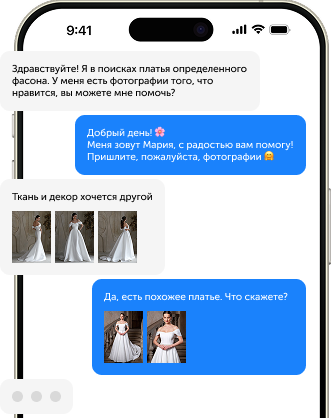 9:41
Здравствуйте! Я в поисках платья определенного
фасона. У меня есть фотографии того, что
нравится, вы можете мне помочь?
Добрый день! 🌸
Меня зовут Мария, с радостью вам помогу!
Пришлите, пожалуйста, фотографии 🤗
Ткань и декор хочется другой
Да, есть похожее платье. Что скажете?